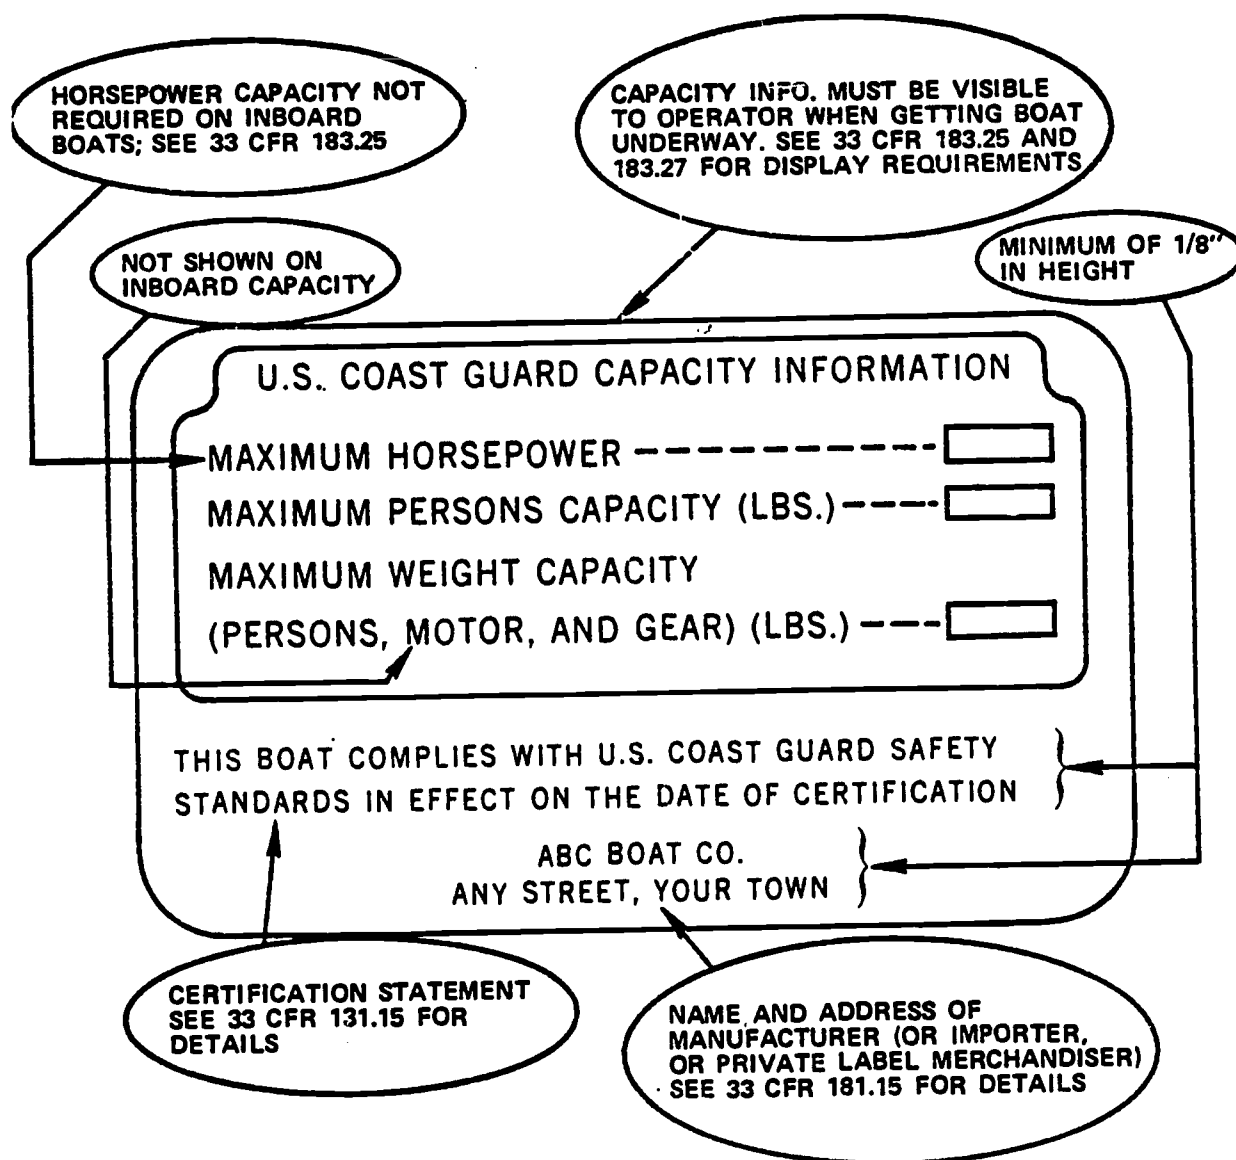 HORSEPOWER CAPACITY NOT
REQUIRED ON INBOARD
BOATS; SEE 33 CFR 183.25
CAPACITY INFO. MUST BE VISIBLE
TO OPERATOR WHEN GETTING BOAT
UNDERWAY. SEE 33 CFR 183.25 AND
183.27 FOR DISPLAY REQUIREMENTS
NOT SHOWN ON
INBOARD CAPACITY
MINIMUM OF 1/8"
IN HEIGHT
U.S. COAST GUARD CAPACITY INFORMATION
MAXIMUM HORSEPOWER
MAXIMUM PERSONS CAPACITY (LBS.)
MAXIMUM WEIGHT CAPACITY
(PERSONS, MOTOR, AND GEAR) (LBS.)
THIS BOAT COMPLIES WITH U.S. COAST GUARD SAFETY
STANDARDS IN EFFECT ON THE DATE OF CERTIFICATION
ABC BOAT CO.
ANY STREET, YOUR TOWN
CERTIFICATION STATEMENT
SEE 33 CFR 131.15 FOR
DETAILS
NAME AND ADDRESS OF
MANUFACTURER (OR IMPORTER,
OR PRIVATE LABEL MERCHANDISER)
SEE 33 CFR 181.15 FOR DETAILS